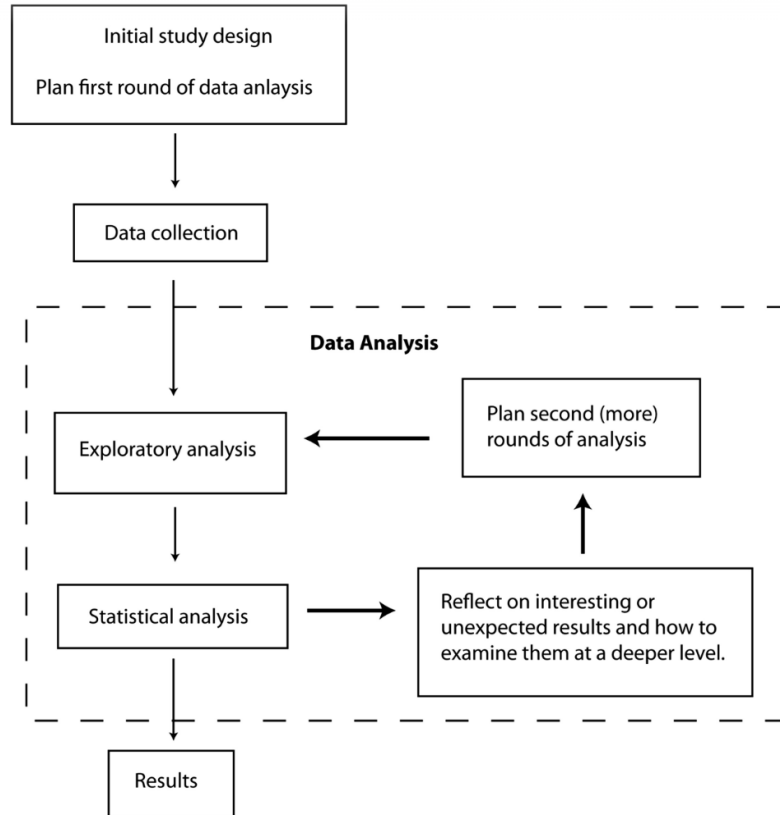 Initial study design
Plan first round of data anlaysis
Data collection
Data Analysis
Exploratory analysis
Plan second (more)
rounds of analysis
Statistical analysis
Reflect on interesting or
unexpected results and how to
examine them at a deeper level.
Results